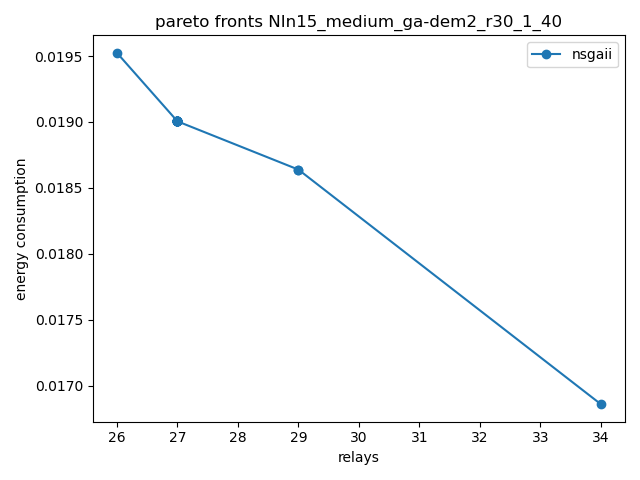 pareto fronts NIn15_medium_ga-dem2_r30_1_40
nsgaii
energy consumption
0.0195
0.0190
0.0185
0.0180
0.0175
0.0170
26 27 28 29 30 31 32 33 34
relays